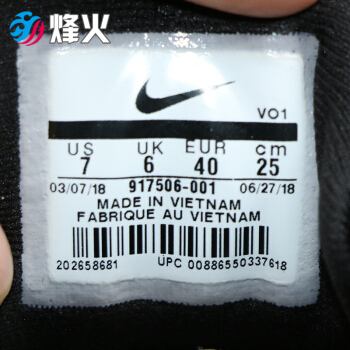 烽火
VO1
US UK EUR cm
7 6 40 25
03/07/18 917506-001 06/27/18
MADE IN VIETNAM
FABRIQUE AU VIETNAM
202658681 UPC 00886550337618